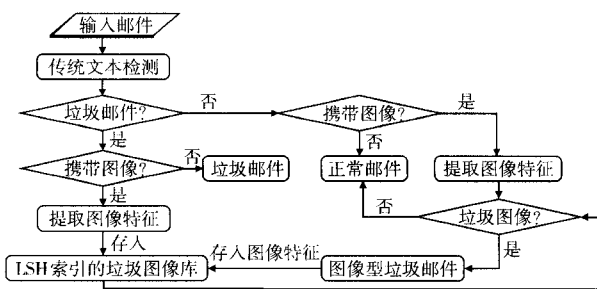 输入邮件
传统文本检测
垃圾邮件?
否
携带图像?
是
是
否
携带图像?
否
垃圾邮件
正常邮件
提取图像特征
是
提取图像特征
否
垃圾图像?
存入
存入图像特征
是
LSH索引的垃圾图像库
图像型垃圾邮件